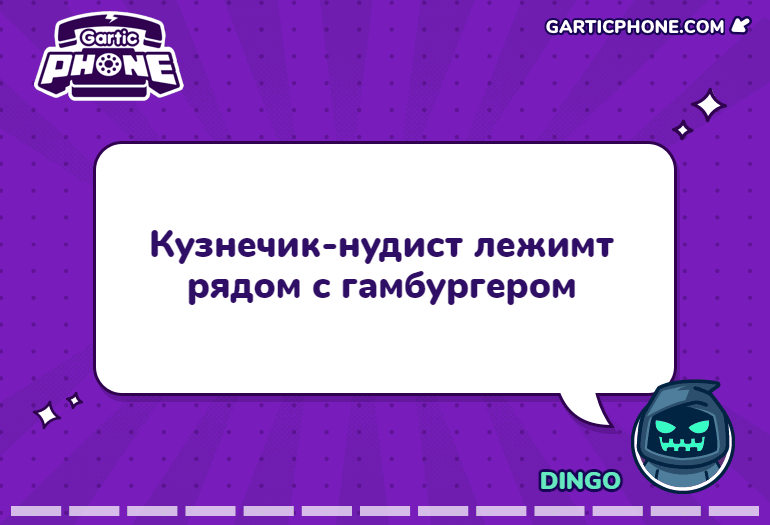 Gartic
PHONE
GARTICPHONE.COM
Кузнечик-нудист лежимт
рядом с гамбургером
DINGO